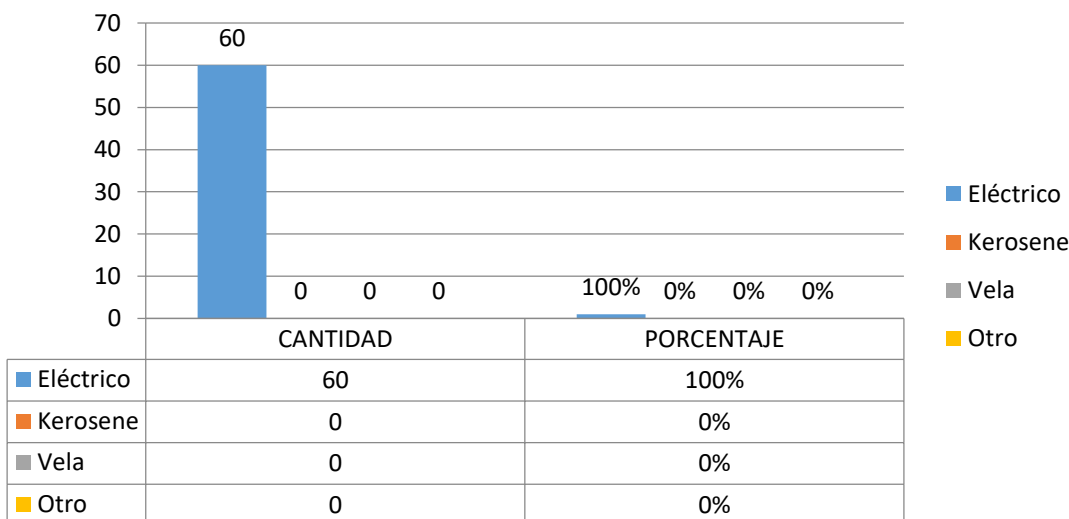 70
60
50
40
30
20
10
0
60
0 0 0
100% 0% 0% 0%
CANTIDAD PORCENTAJE
Eléctrico 60 100%
Kerosene 0 0%
Vela 0 0%
Otro 0 0%
Eléctrico
Kerosene
Vela
Otro